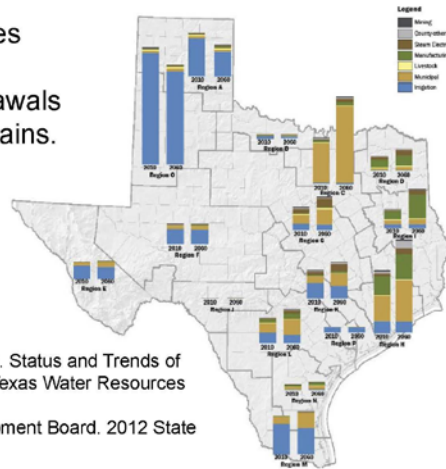 es
awals
ains.
Legend
Mining
County-other
Steam Electric
Manufacturing
Livestock
Municipal
Irrigation
2010 2060
Region A
2010 2060
Region O
2010 2060
Region B
2010 2060
Region C
2010 2060
Region D
2010 2060
Region I
2010 2060
Region G
2010 2060
Region F
2010 2060
Region E
2010 2060
Region J
2010 2060
Region K
2010 2060
Region H
2010 2060
Region L
2010 2060
Region P
2010 2060
Region N
2010 2060
Region M
. Status and Trends of
Texas Water Resources
ment Board. 2012 State